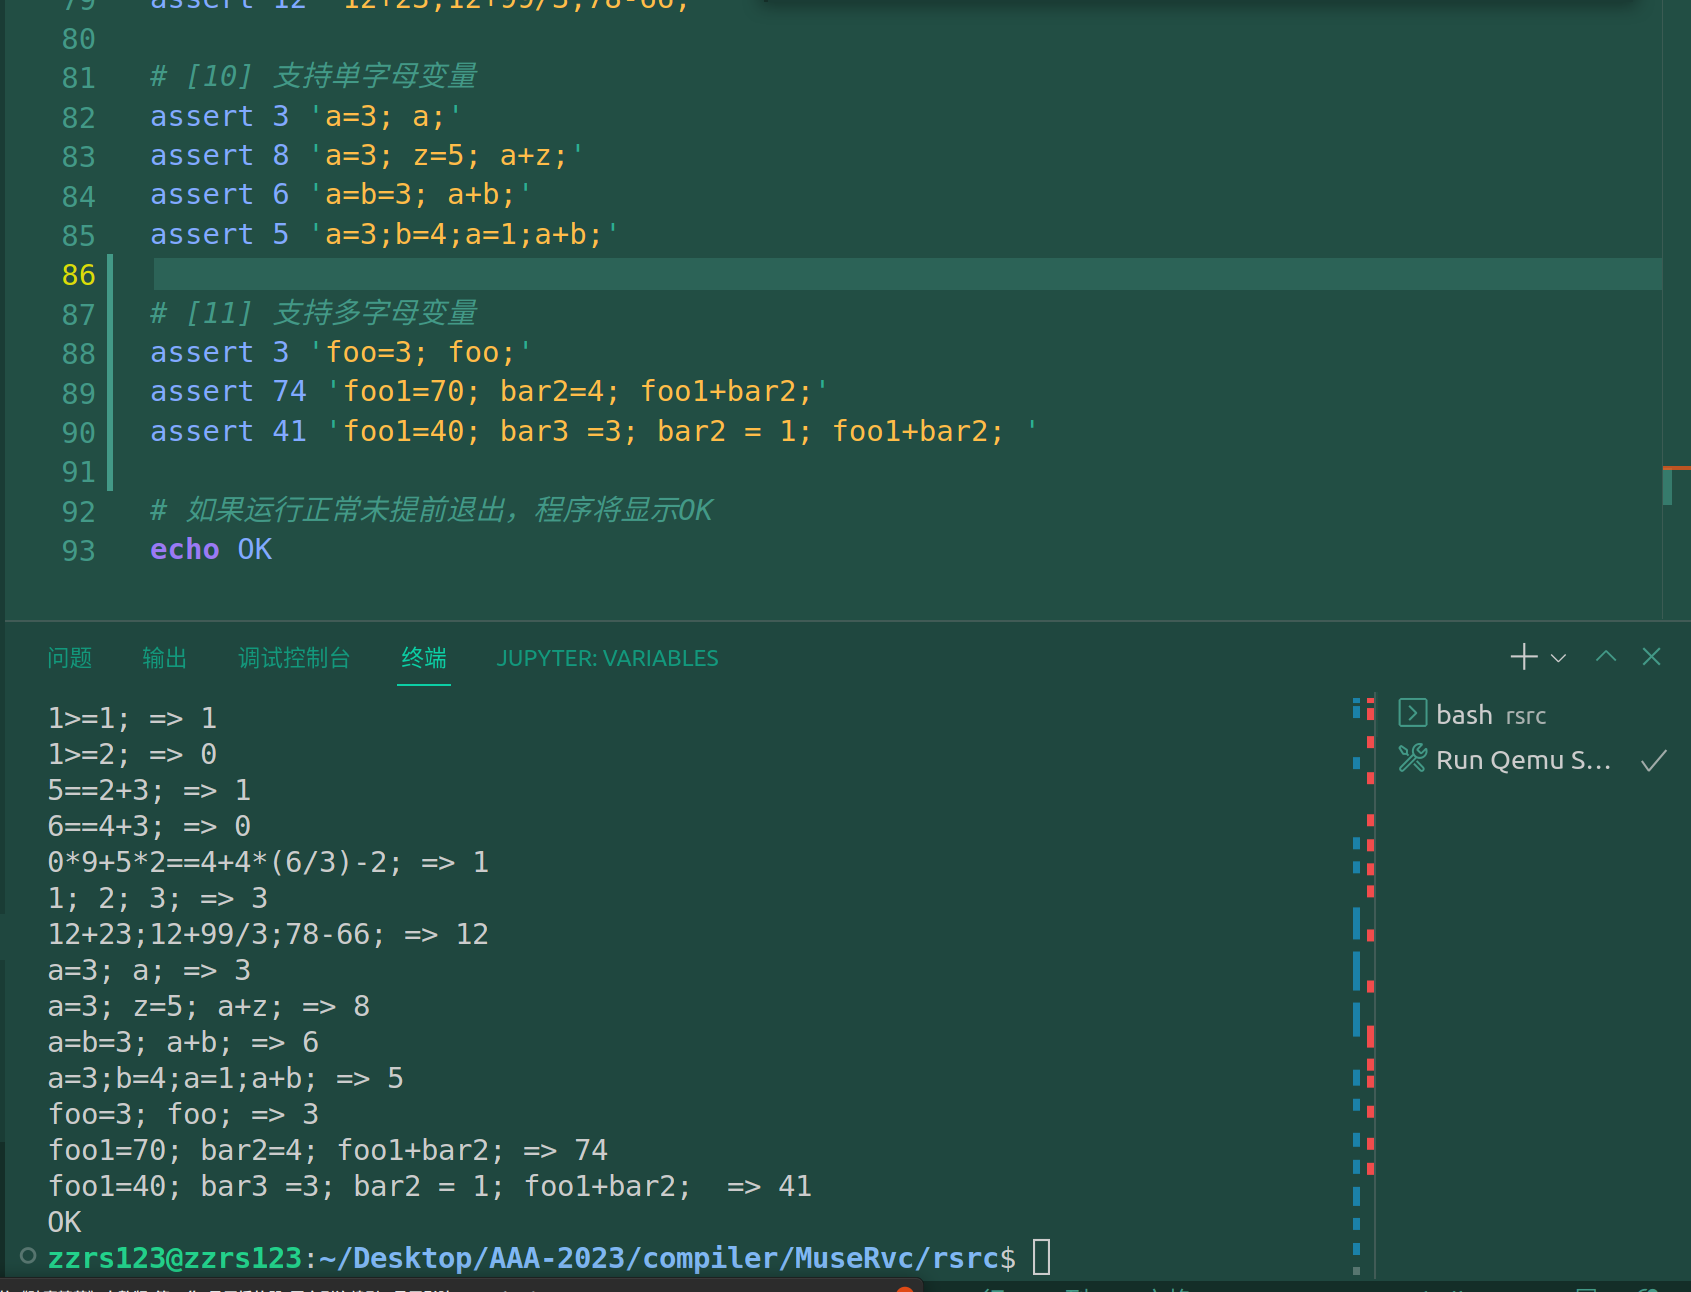 79 assert 12 '12+23;12+99/3;78-66;'
80
81 # [10] 支持单字母变量
82 assert 3 'a=3; a;'
83 assert 8 'a=3; z=5; a+z;'
84 assert 6 'a=b=3; a+b;'
85 assert 5 'a=3;b=4;a=1;a+b;'
86
87 # [11] 支持多字母变量
88 assert 3 'foo=3; foo;'
89 assert 74 'foo1=70; bar2=4; foo1+bar2;'
90 assert 41 'foo1=40; bar3 =3; bar2 = 1; foo1+bar2; '
91
92 # 如果运行正常未提前退出，程序将显示OK
93 echo OK
问题 输出 调试控制台 终端 JUPYTER: VARIABLES
1>=1; => 1
1>=2; => 0
5==2+3; => 1
6==4+3; => 0
0*9+5*2==4+4*(6/3)-2; => 1
1; 2; 3; => 3
12+23;12+99/3;78-66; => 12
a=3; a; => 3
a=3; z=5; a+z; => 8
a=b=3; a+b; => 6
a=3;b=4;a=1;a+b; => 5
foo=3; foo; => 3
foo1=70; bar2=4; foo1+bar2; => 74
foo1=40; bar3 =3; bar2 = 1; foo1+bar2;  => 41
OK
zzrs123@zzrs123:~/Desktop/AAA-2023/compiler/MuseRvc/rsrc$
bash rsrc
Run Qemu S...